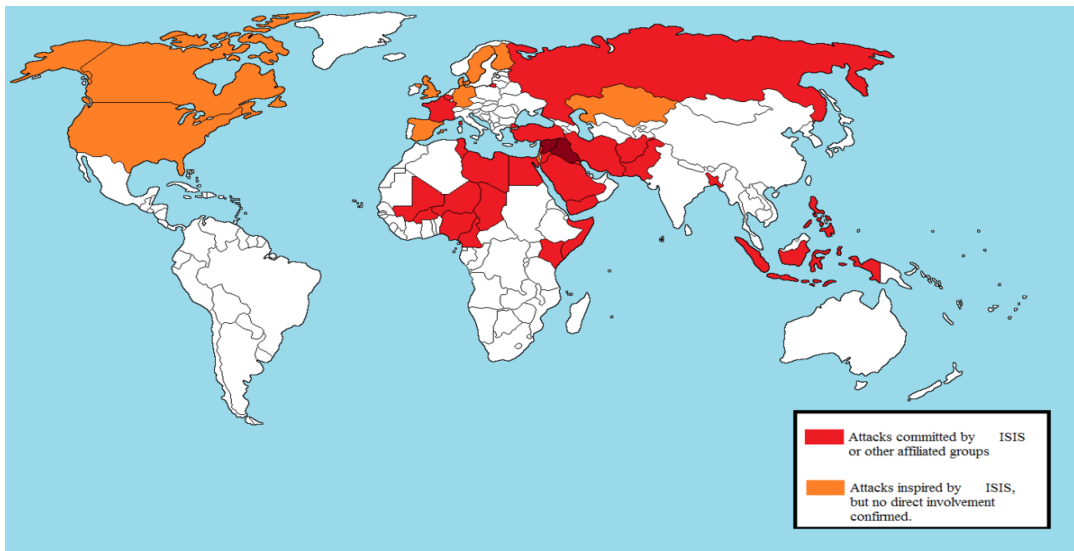 Attacks committed by ISIS
or other affiliated groups
Attacks inspired by ISIS,
but no direct involvement
confirmed.